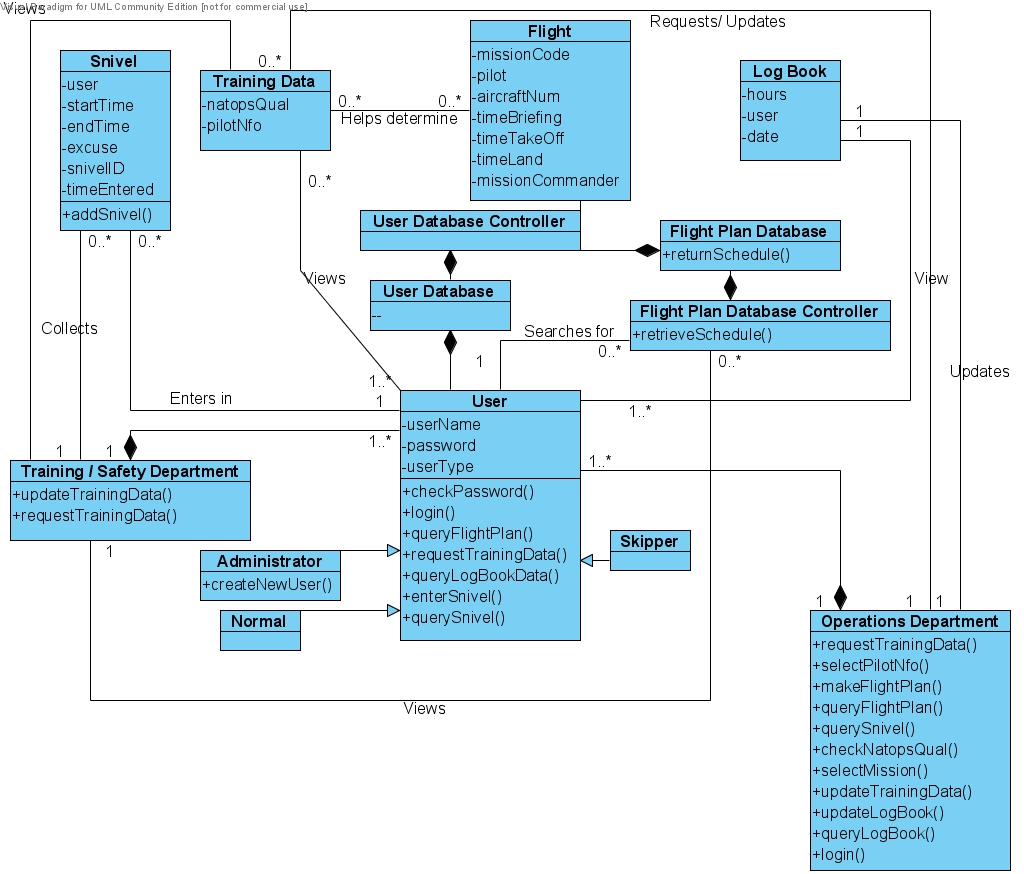 Visual Paradigm for UML Community Edition [not for commercial use]
Views
Requests/ Updates
Snivel
-user
-startTime
-endTime
-excuse
-snivelID
-timeEntered
+addSnivel()
0..*
0..*
0..*
Training Data
-natopsQual
-pilotNfo
0..*
0..*
0..*
Helps determine
Flight
-missionCode
-pilot
-aircraftNum
-timeBriefing
-timeTakeOff
-timeLand
-missionCommander
Log Book
-hours
-user
-date
1
1
User Database Controller
Flight Plan Database
+returnSchedule()
Views
User Database
--
View
Flight Plan Database Controller
+retrieveSchedule()
Collects
Searches for
0..*
0..*
1
Updates
1..*
1
Enters in
1..*
User
-userName
-password
-userType
+checkPassword()
+login()
+queryFlightPlan()
+requestTrainingData()
+queryLogBookData()
+enterSnivel()
+querySnivel()
1..*
1..*
1
1
Training / Safety Department
+updateTrainingData()
+requestTrainingData()
1
Administrator
+createNewUser()
Normal
Skipper
Views
1
1
1
Operations Department
+requestTrainingData()
+selectPilotNfo()
+makeFlightPlan()
+queryFlightPlan()
+querySnivel()
+checkNatopsQual()
+selectMission()
+updateTrainingData()
+updateLogBook()
+queryLogBook()
+login()